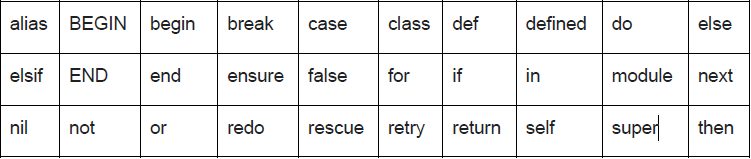 alias BEGIN begin break case class def defined do else
elsif END end ensure false for if in module next
nil not or redo rescue retry return self super then